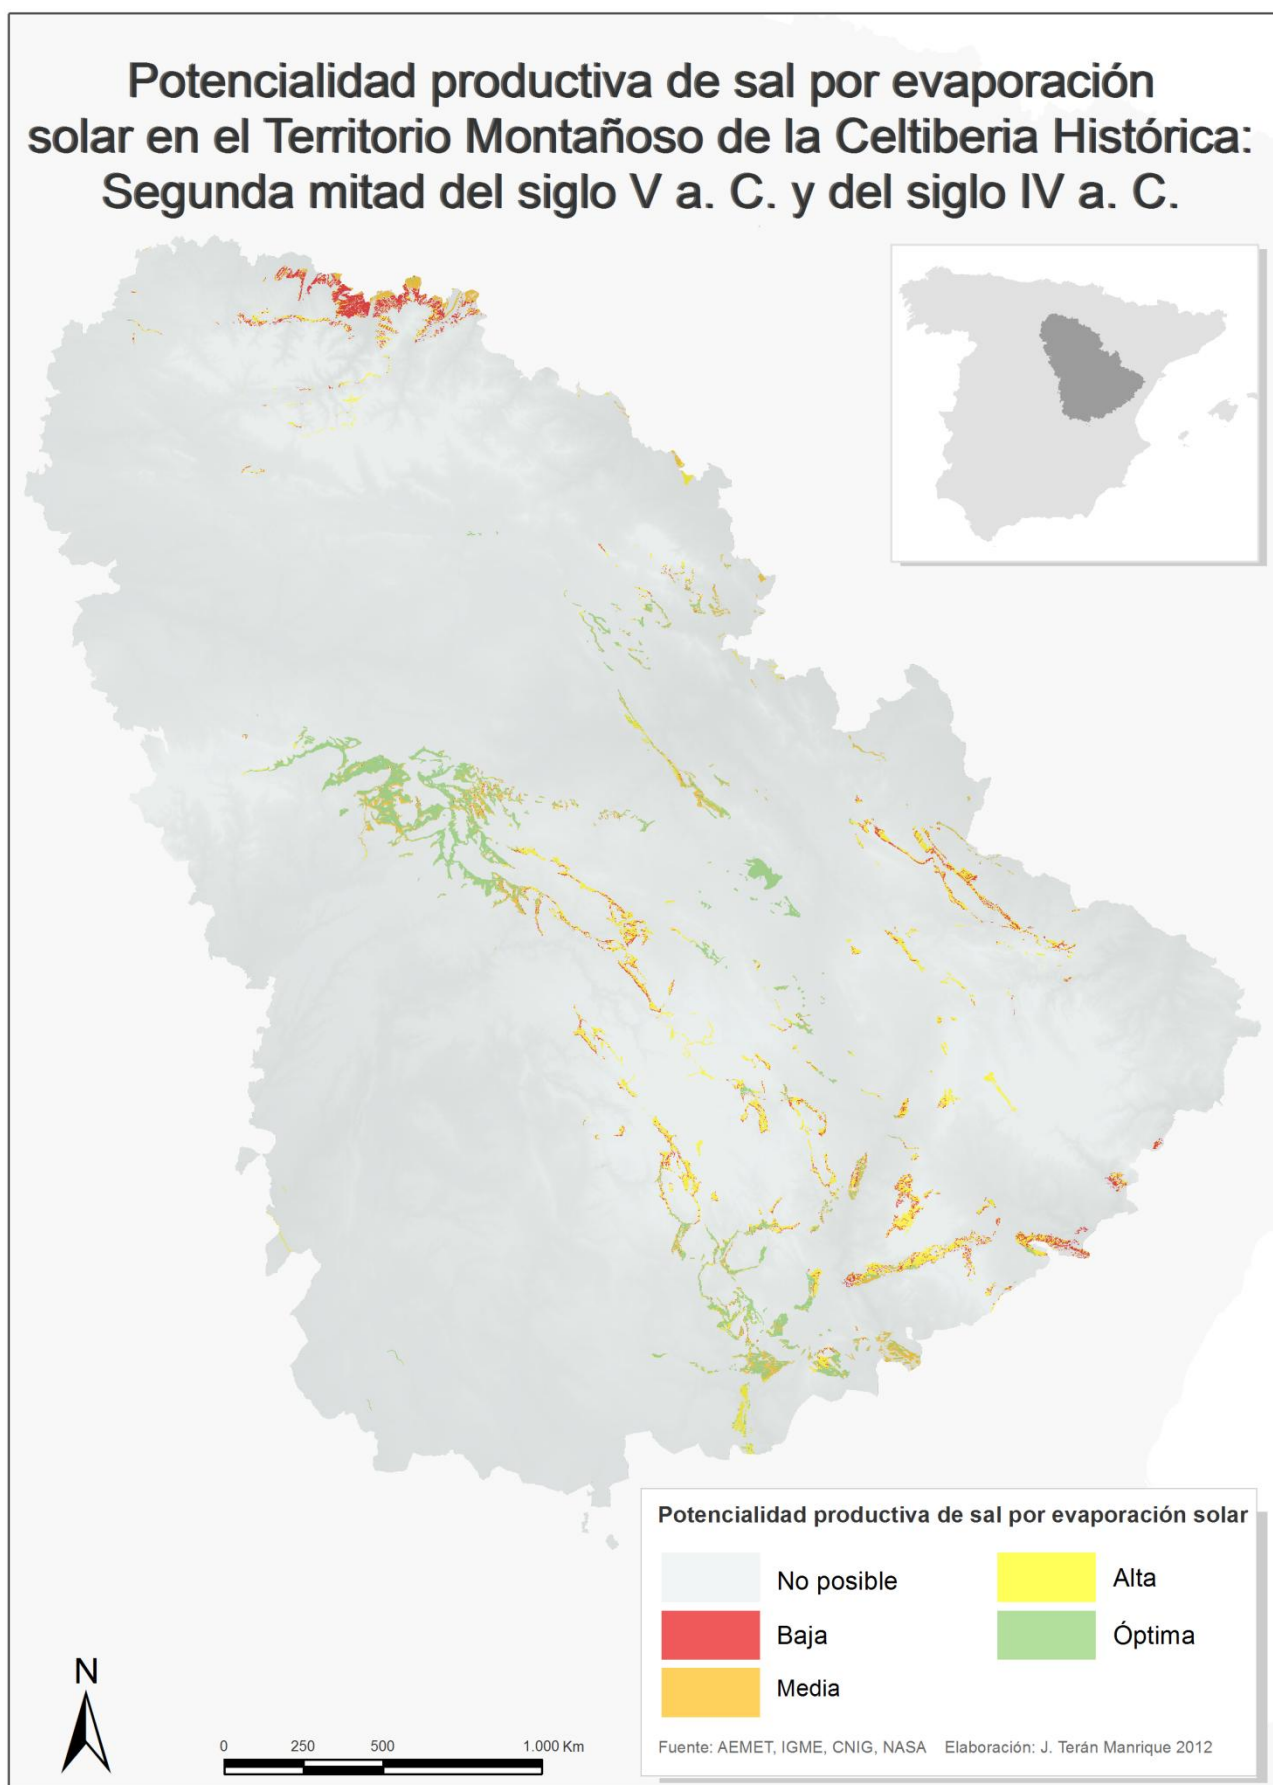 Potencialidad productiva de sal por evaporación
solar en el Territorio Montañoso de la Celtiberia Histórica:
Segunda mitad del siglo V a. C. y del siglo IV a. C.
Potencialidad productiva de sal por evaporación solar
No posible
Alta
Baja
Óptima
Media
Fuente: AEMET, IGME, CNIG, NASA Elaboración: J. Terán Manrique 2012
N
0 250 500 1.000 Km